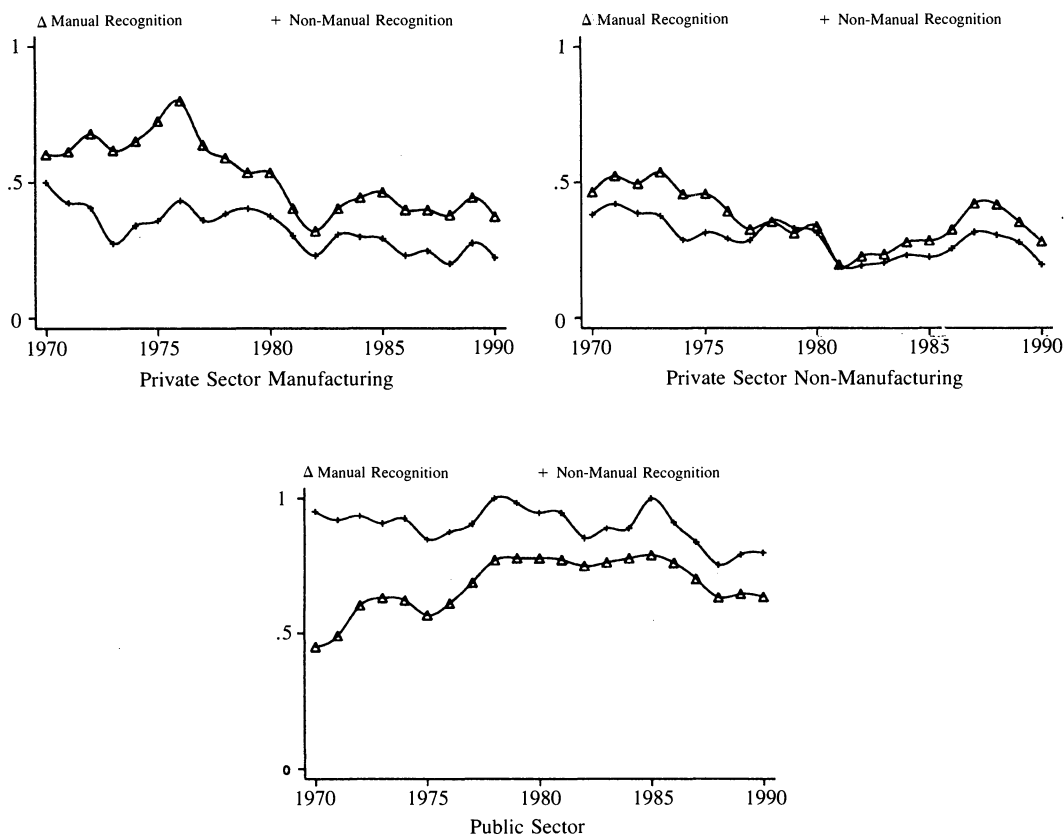 Δ Manual Recognition + Non-Manual Recognition
1
.5
0
1970 1975 1980 1985 1990
Private Sector Manufacturing
Δ Manual Recognition + Non-Manual Recognition
1
.5
0
1970 1975 1980 1985 1990
Private Sector Non-Manufacturing
Δ Manual Recognition + Non-Manual Recognition
1
.5
0
1970 1975 1980 1985 1990
Public Sector